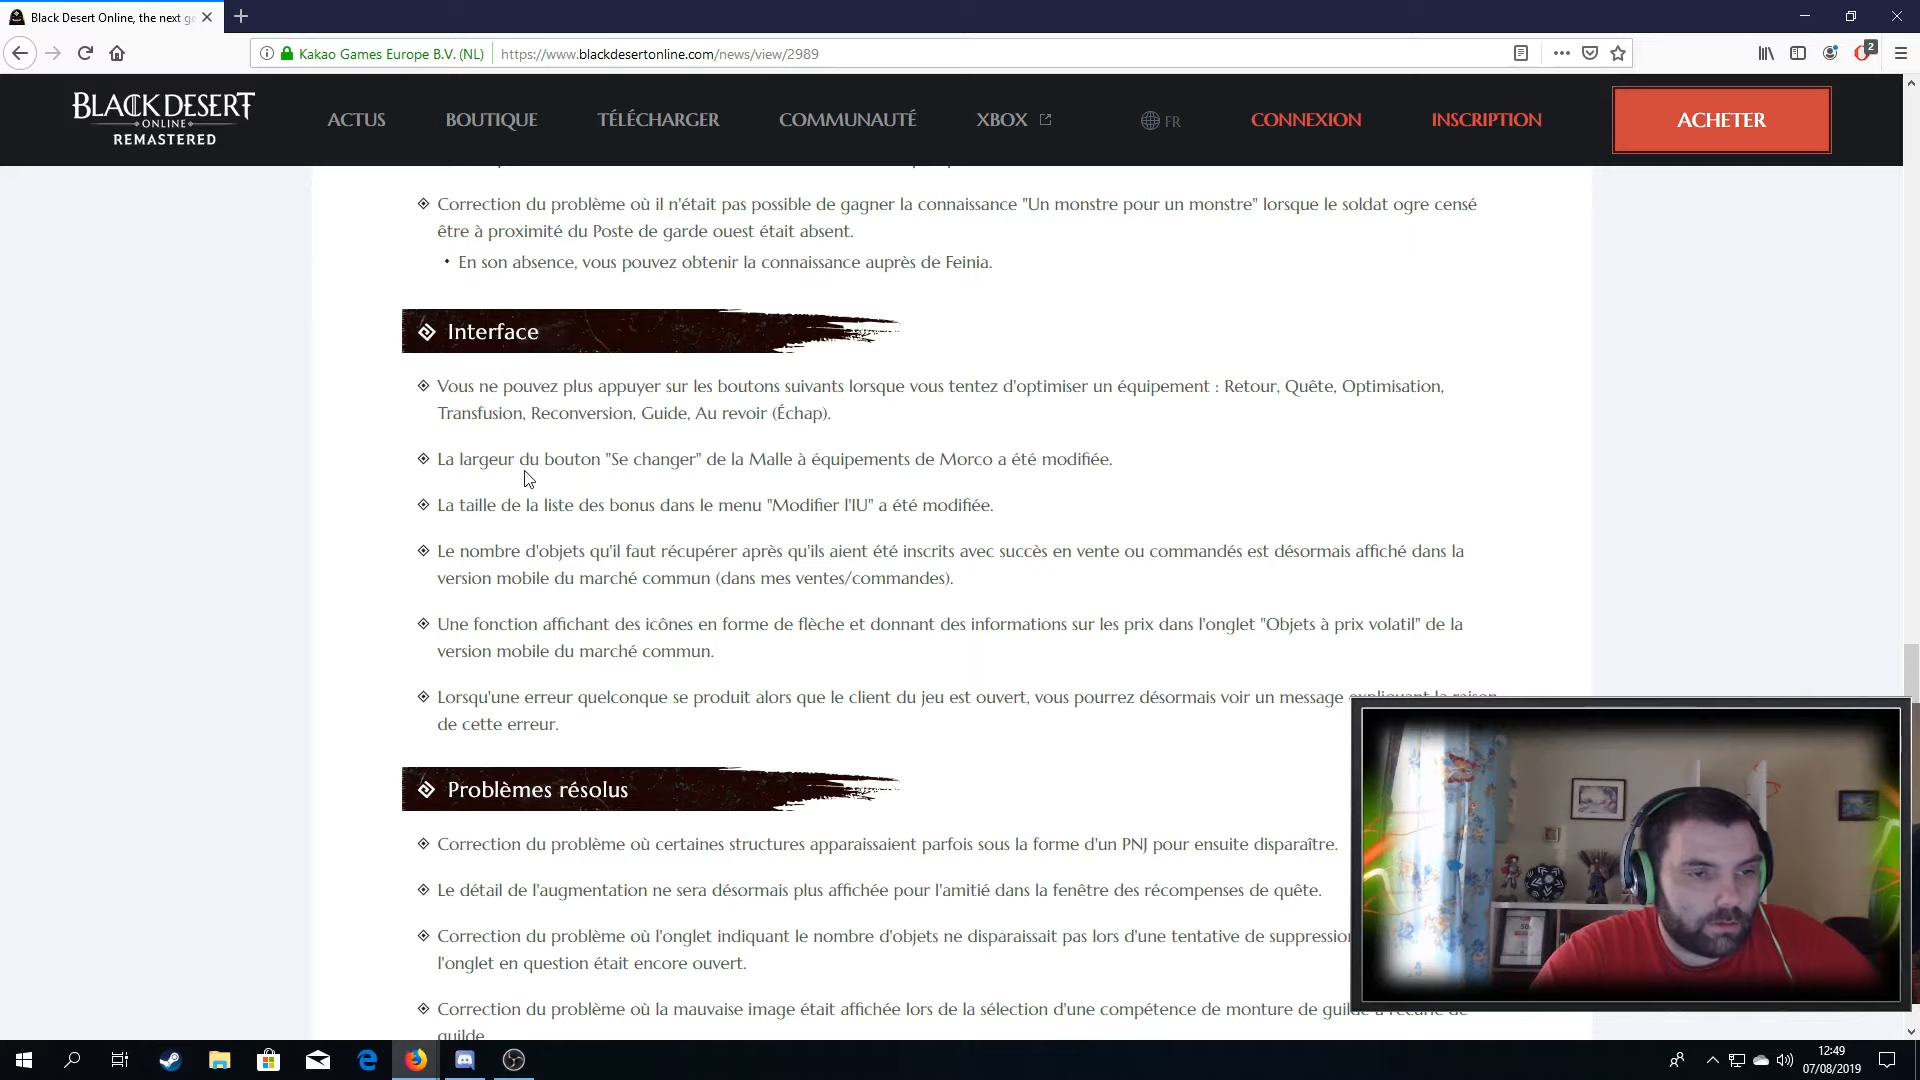 Black Desert Online, the next ge
Kakao Games Europe B.V. (NL)
https://www.blackdesertonline.com/news/view/2989
2
BLACK DESERT
ONLINE
REMASTERED
ACTUS
BOUTIQUE
TÉLÉCHARGER
COMMUNAUTÉ
XBOX
FR
CONNEXION
INSCRIPTION
ACHETER
Correction du problème où il n'était pas possible de gagner la connaissance "Un monstre pour un monstre" lorsque le soldat ogre censé
être à proximité du Poste de garde ouest était absent.
En son absence, vous pouvez obtenir la connaissance auprès de Feinia.
Interface
Vous ne pouvez plus appuyer sur les boutons suivants lorsque vous tentez d'optimiser un équipement : Retour, Quête, Optimisation,
Transfusion, Reconversion, Guide, Au revoir (Échap).
La largeur du bouton "Se changer" de la Malle à équipements de Morco a été modifiée.
La taille de la liste des bonus dans le menu "Modifier l'IU" a été modifiée.
Le nombre d'objets qu'il faut récupérer après qu'ils aient été inscrits avec succès en vente ou commandés est désormais affiché dans la
version mobile du marché commun (dans mes ventes/commandes).
Une fonction affichant des icônes en forme de flèche et donnant des informations sur les prix dans l'onglet "Objets à prix volatil" de la
version mobile du marché commun.
Lorsqu'une erreur quelconque se produit alors que le client du jeu est ouvert, vous pourrez désormais voir un message expliquant la raison
de cette erreur.
Problèmes résolus
Correction du problème où certaines structures apparaissaient parfois sous la forme d'un PNJ pour ensuite disparaître.
Le détail de l'augmentation ne sera désormais plus affichée pour l'amitié dans la fenêtre des récompenses de quête.
Correction du problème où l'onglet indiquant le nombre d'objets ne disparaissait pas lors d'une tentative de suppression
l'onglet en question était encore ouvert.
Correction du problème où la mauvaise image était affichée lors de la sélection d'une compétence de monture de
guilde
12:49
07/08/2019